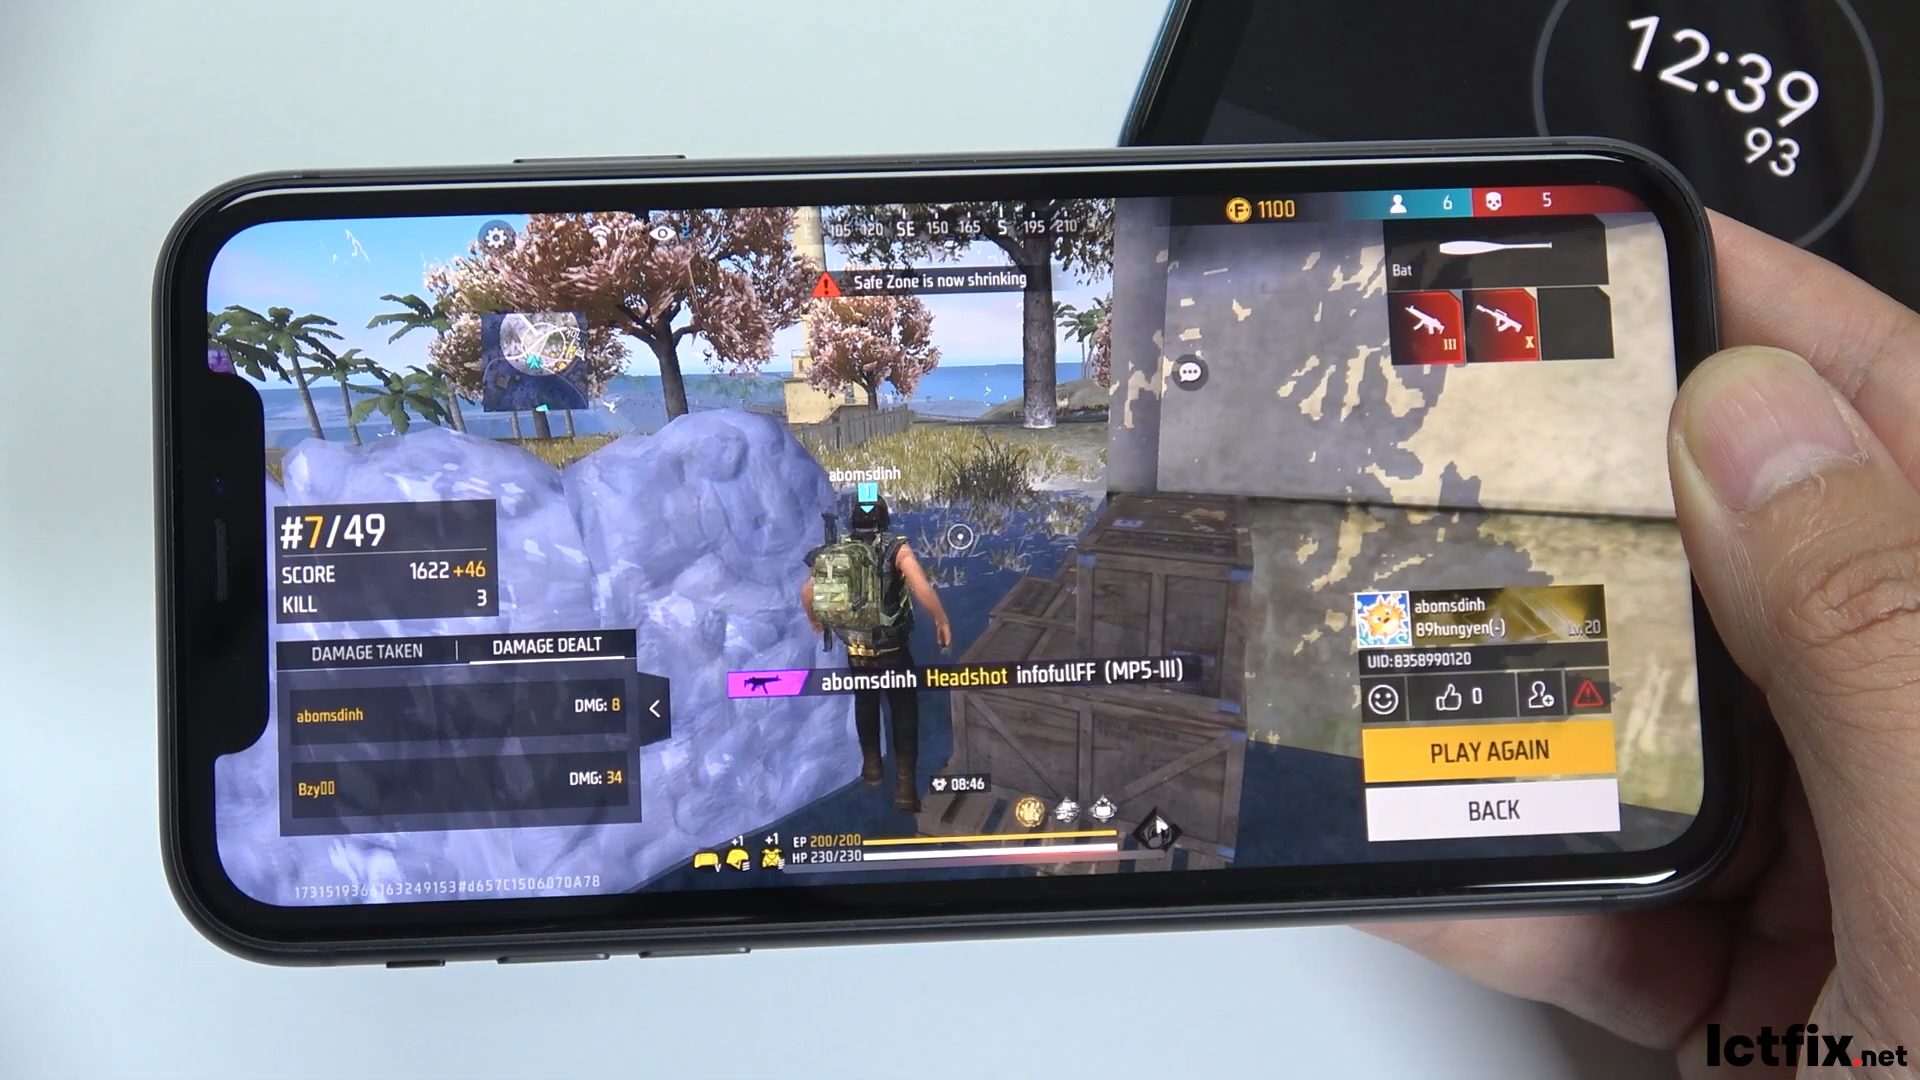 12:39
93
1100
6
5
105 120 SE 150 165 S 195 210
Safe Zone is now shrinking
Bat
III
X
abomsdinh
1
#7/49
SCORE 1622 +46
KILL 3
DAMAGE TAKEN | DAMAGE DEALT
abomsdinh DMG: 8
Bzy DMG: 34
abomsdinh Headshot infofullFF (MP5-III)
abomsdinh
89hungyen(-) Lv.20
UID:8358990120
0
PLAY AGAIN
BACK
08:46
+1 +1
EP 200/200
HP 230/230
Ictfix.net